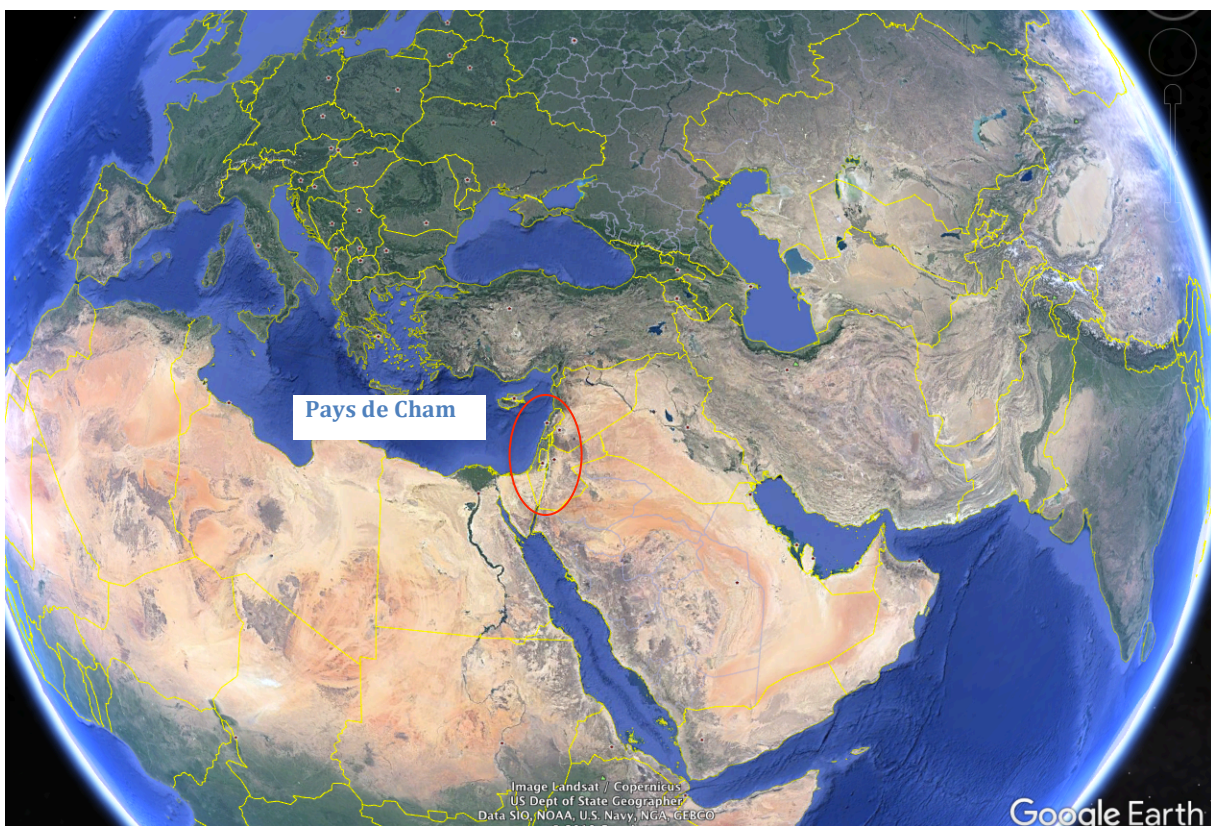 Pays de Cham
Image Landsat / Copernicus
US Dept of State Geographer
Data SIO, NOAA, U.S. Navy, NGA, GEBCO
Google Earth